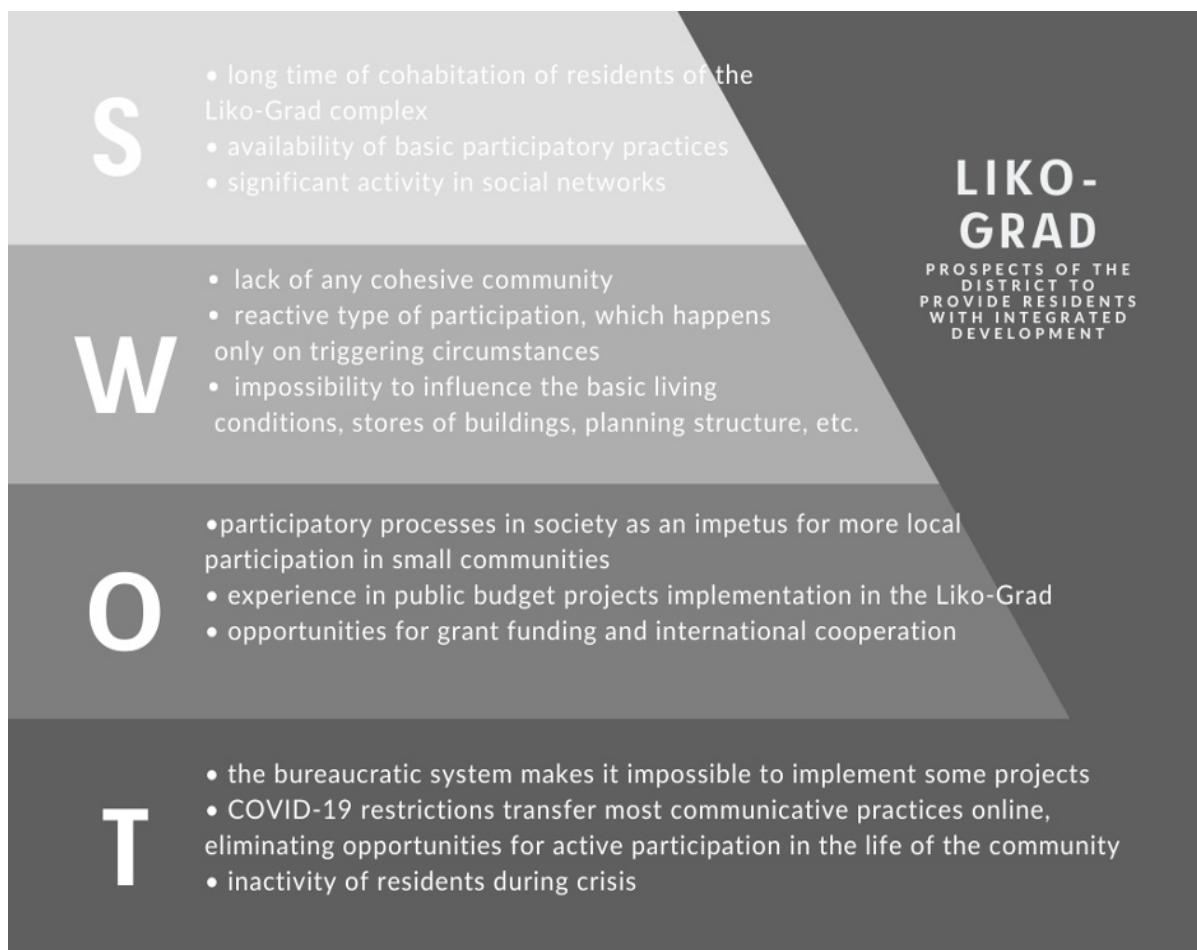 S
• long time of cohabitation of residents of the
Liko-Grad complex
• availability of basic participatory practices
• significant activity in social networks
LIKO-
GRAD
PROSPECTS OF THE
DISTRICT TO
PROVIDE RESIDENTS
WITH INTEGRATED
DEVELOPMENT
W
• lack of any cohesive community
• reactive type of participation, which happens
only on triggering circumstances
• impossibility to influence the basic living
conditions, stores of buildings, planning structure, etc.
O
•participatory processes in society as an impetus for more local
participation in small communities
• experience in public budget projects implementation in the Liko-Grad
• opportunities for grant funding and international cooperation
T
• the bureaucratic system makes it impossible to implement some projects
• COVID-19 restrictions transfer most communicative practices online,
eliminating opportunities for active participation in the life of the community
• inactivity of residents during crisis